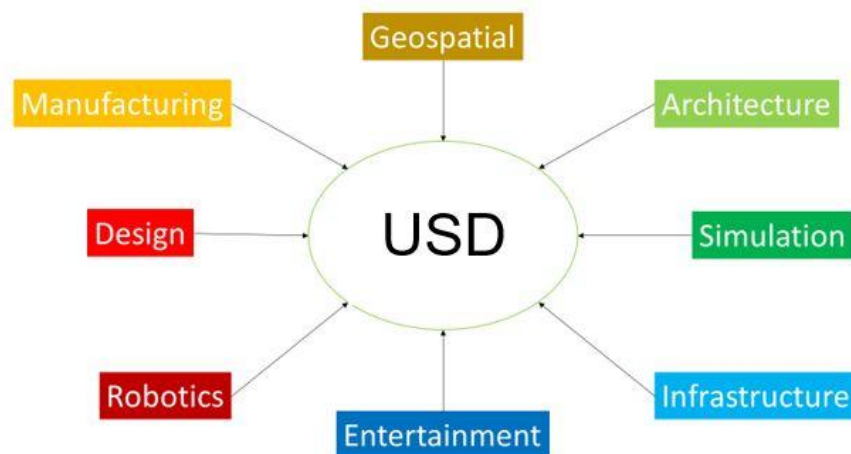 Geospatial
Manufacturing
Architecture
Design
USD
Simulation
Robotics
Infrastructure
Entertainment